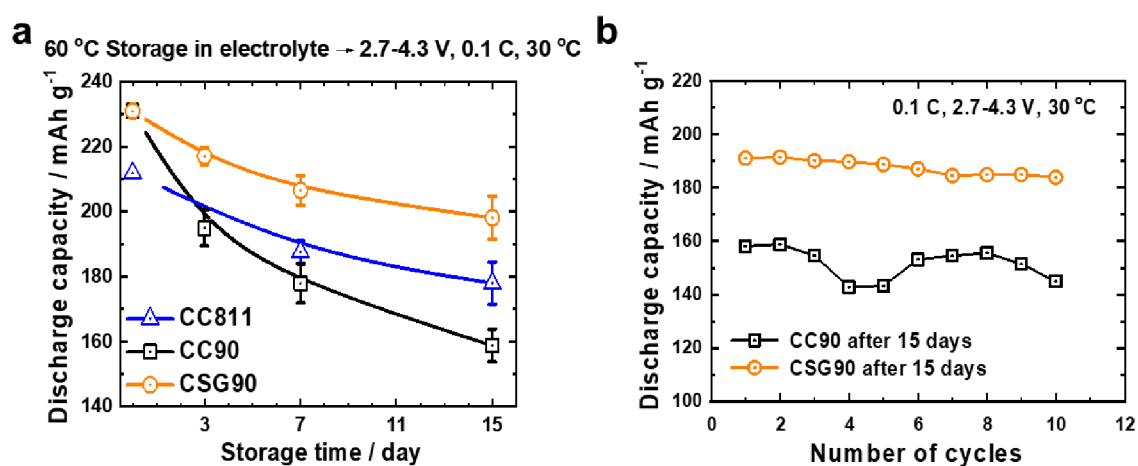 a
60 °C Storage in electrolyte → 2.7-4.3 V, 0.1 C, 30 °C
Discharge capacity / mAh g⁻¹
240
220
200
180
160
140
CC811
CC90
CSG90
3 7 11 15
Storage time / day
b
0.1 C, 2.7-4.3 V, 30 °C
Discharge capacity / mAh g⁻¹
220
200
180
160
140
120
100
CC90 after 15 days
CSG90 after 15 days
0 2 4 6 8 10 12
Number of cycles